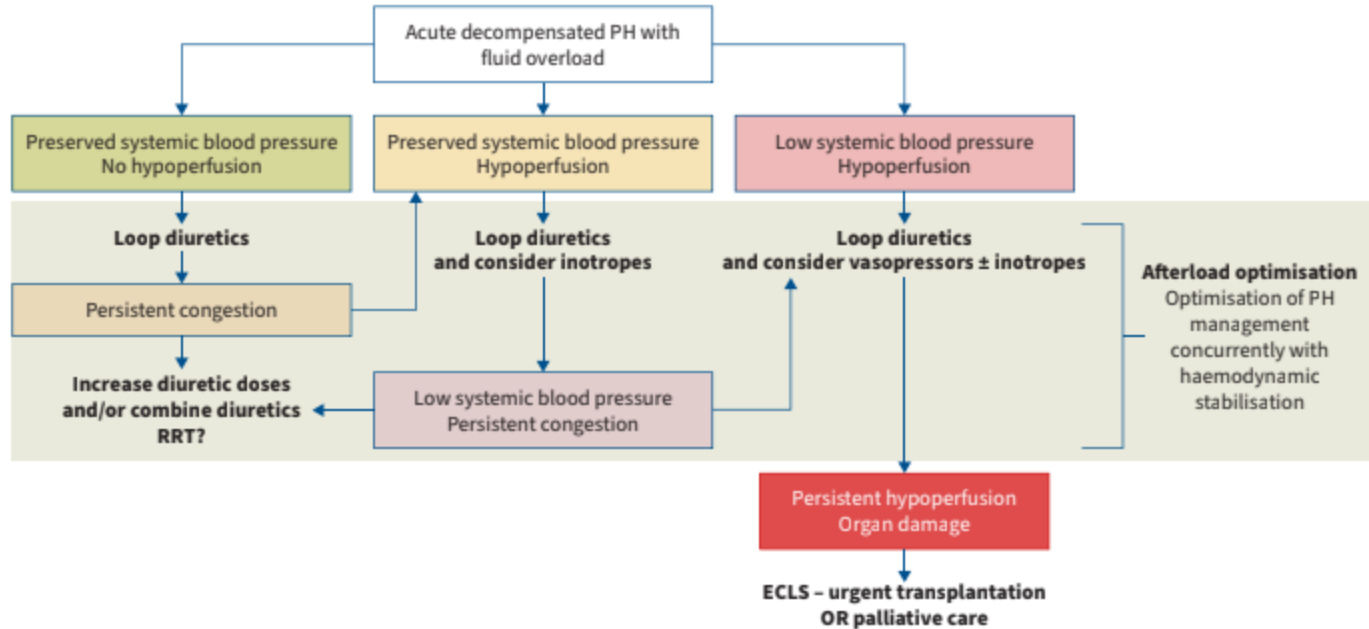 Acute decompensated PH with
fluid overload
Preserved systemic blood pressure
No hypoperfusion
Preserved systemic blood pressure
Hypoperfusion
Low systemic blood pressure
Hypoperfusion
Loop diuretics
Loop diuretics
and consider inotropes
Loop diuretics
and consider vasopressors ± inotropes
Afterload optimisation
Optimisation of PH
management
concurrently with
haemodynamic
stabilisation
Persistent congestion
Increase diuretic doses
and/or combine diuretics
RRT?
Low systemic blood pressure
Persistent congestion
Persistent hypoperfusion
Organ damage
ECLS – urgent transplantation
OR palliative care